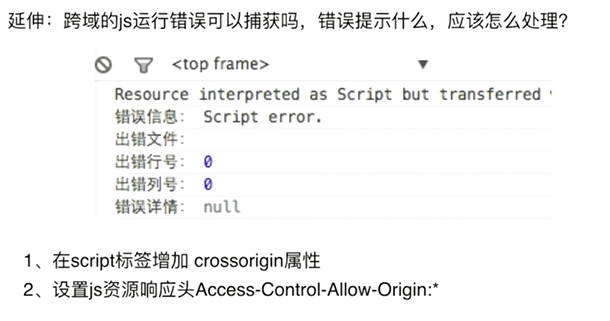 延伸：跨域的js运行错误可以捕获吗，错误提示什么，应该怎么处理？
<top frame>
Resource interpreted as Script but transferred
错误信息： Script error.
出错文件：
出错行号： 0
出错列号： 0
错误详情： null
1、在script标签增加 crossorigin属性
2、设置js资源响应头Access-Control-Allow-Origin:*